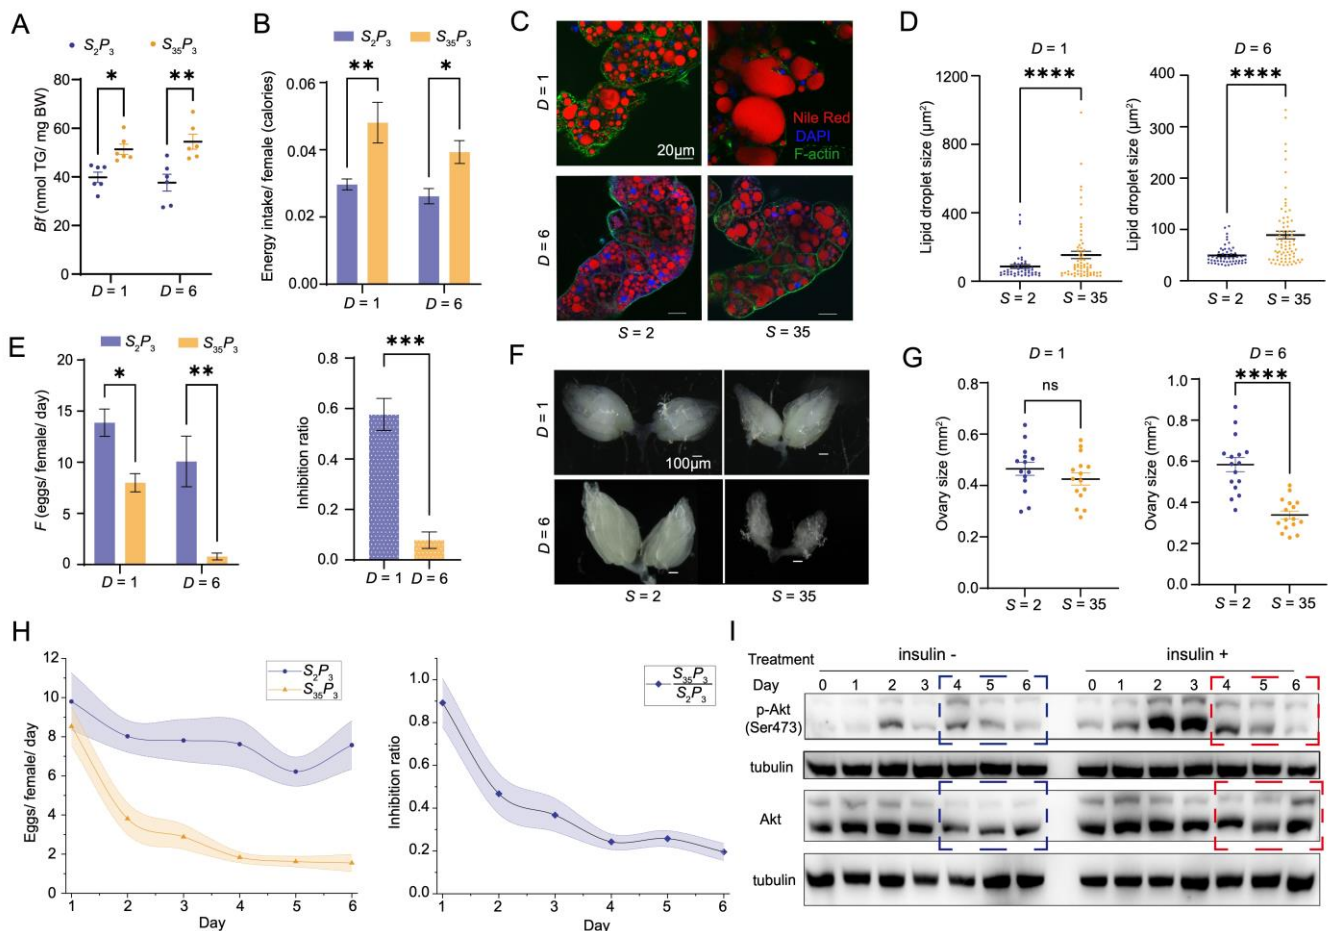 A
S2P3
S35P3
*
**
80
60
40
20
0
Bf (nmol TG/ mg BW)
D = 1
D = 6
B
S2P3
S35P3
**
*
0.06
0.04
0.02
0.00
Energy intake/ female (calories)
D = 1
D = 6
C
D = 1
D = 6
Nile Red
DAPI
F-actin
20μm
S = 2
S = 35
D
D = 1
****
1200
800
400
0
Lipid droplet size (μm²)
S = 2
S = 35
D = 6
****
400
300
200
100
0
Lipid droplet size (μm²)
S = 2
S = 35
E
S2P3
S35P3
*
**
20
15
10
5
0
F (eggs/ female/ day)
D = 1
D = 6
***
0.8
0.6
0.4
0.2
0.0
Inhibition ratio
D = 1
D = 6
F
D = 1
D = 6
100μm
S = 2
S = 35
G
D = 1
ns
0.8
0.6
0.4
0.2
0.0
Ovary size (mm²)
S = 2
S = 35
D = 6
****
1.0
0.8
0.6
0.4
0.2
0.0
Ovary size (mm²)
S = 2
S = 35
H
S2P3
S35P3
12
10
8
6
4
2
0
Eggs/ female/ day
1 2 3 4 5 6
Day
S35P3
S2P3
1.0
0.8
0.6
0.4
0.2
0.0
Inhibition ratio
1 2 3 4 5 6
Day
I
Treatment insulin - insulin +
Day 0 1 2 3 4 5 6 0 1 2 3 4 5 6
p-Akt
(Ser473)
tubulin
Akt
tubulin